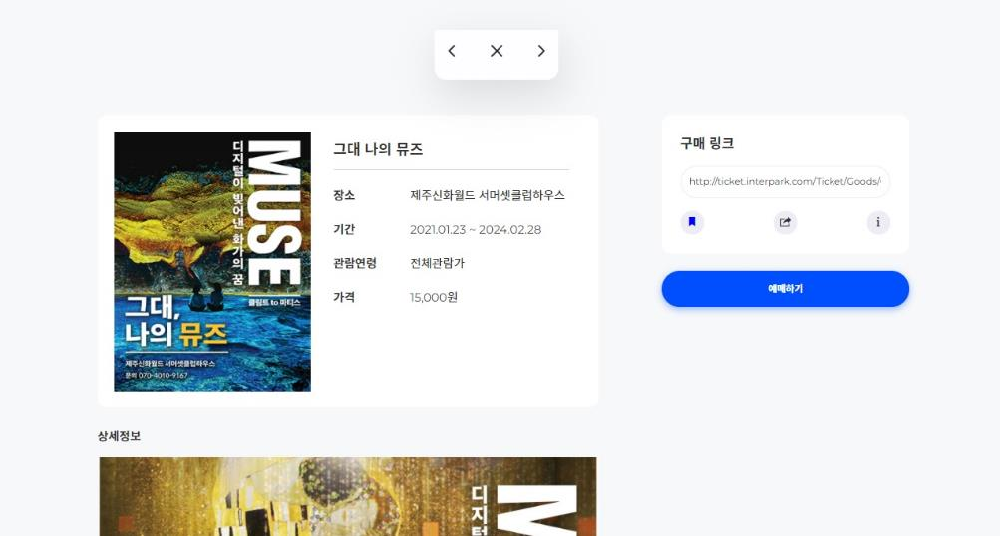 디지털이 빚어낸 화가의 꿈
MUSE
클림트 to 마티스
그대,
나의 뮤즈
제주신화월드 서머셋클럽하우스
문의 070-4010-9167
그대 나의 뮤즈
장소 제주신화월드 서머셋클럽하우스
기간 2021.01.23 ~ 2024.02.28
관람연령 전체관람가
가격 15,000원
구매 링크
http://ticket.interpark.com/Ticket/Goods/
예매하기
상세정보
디지
M